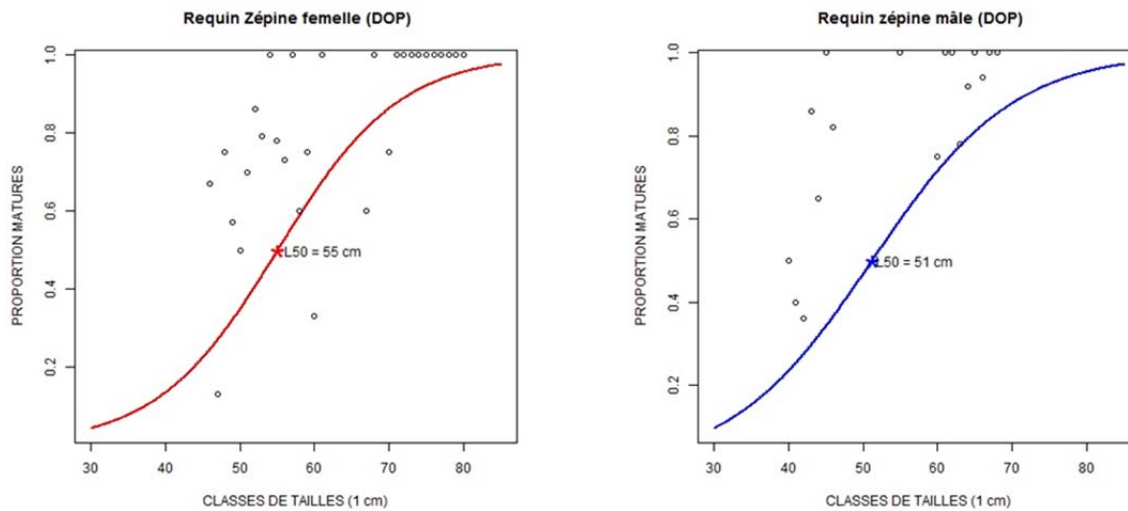 Requin Zépine femelle (DOP)
PROPORTION MATURES
1.0
0.8
0.6
0.4
0.2
L50 = 55 cm
30 40 50 60 70 80
CLASSES DE TAILLES (1 cm)
Requin zépine mâle (DOP)
PROPORTION MATURES
1.0
0.8
0.6
0.4
0.2
L50 = 51 cm
30 40 50 60 70 80
CLASSES DE TAILLES (1 cm)